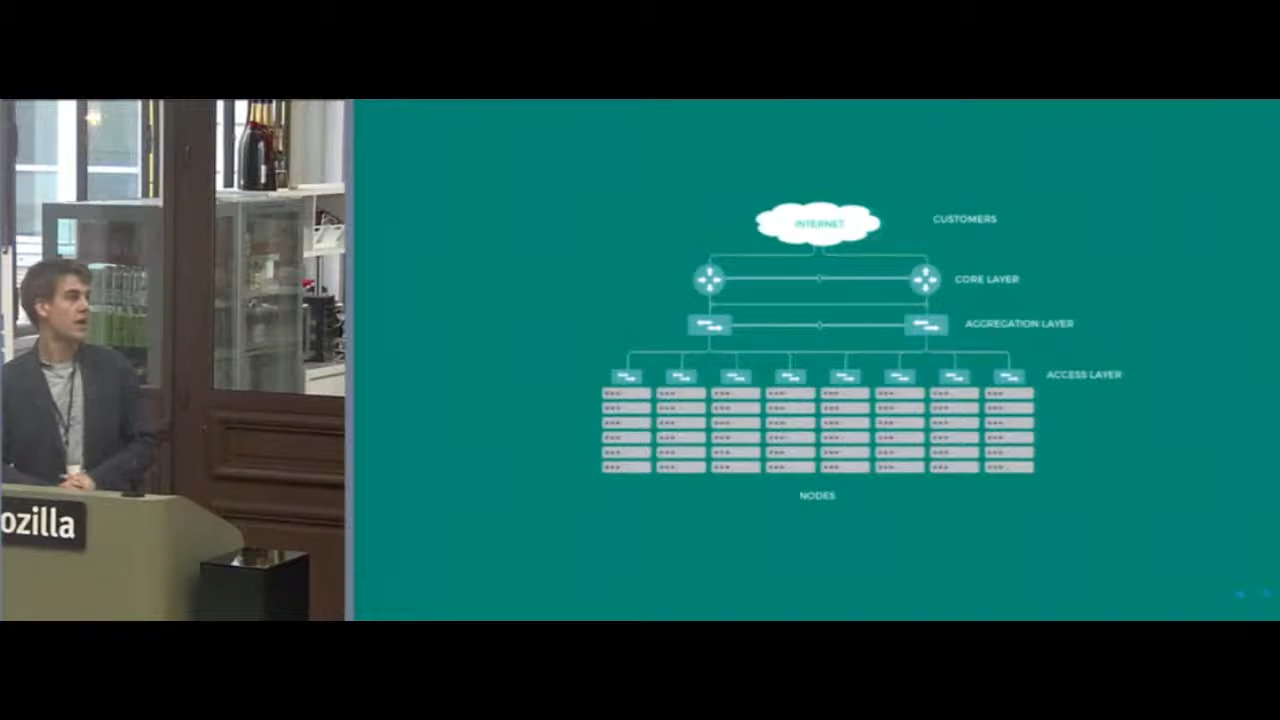 INTERNET
CUSTOMERS
CORE LAYER
AGGREGATION LAYER
ACCESS LAYER
NODES
ozilla